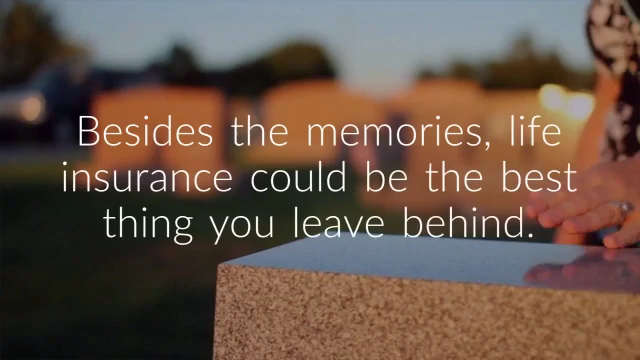 Besides the memories, life
insurance could be the best
thing you leave behind.